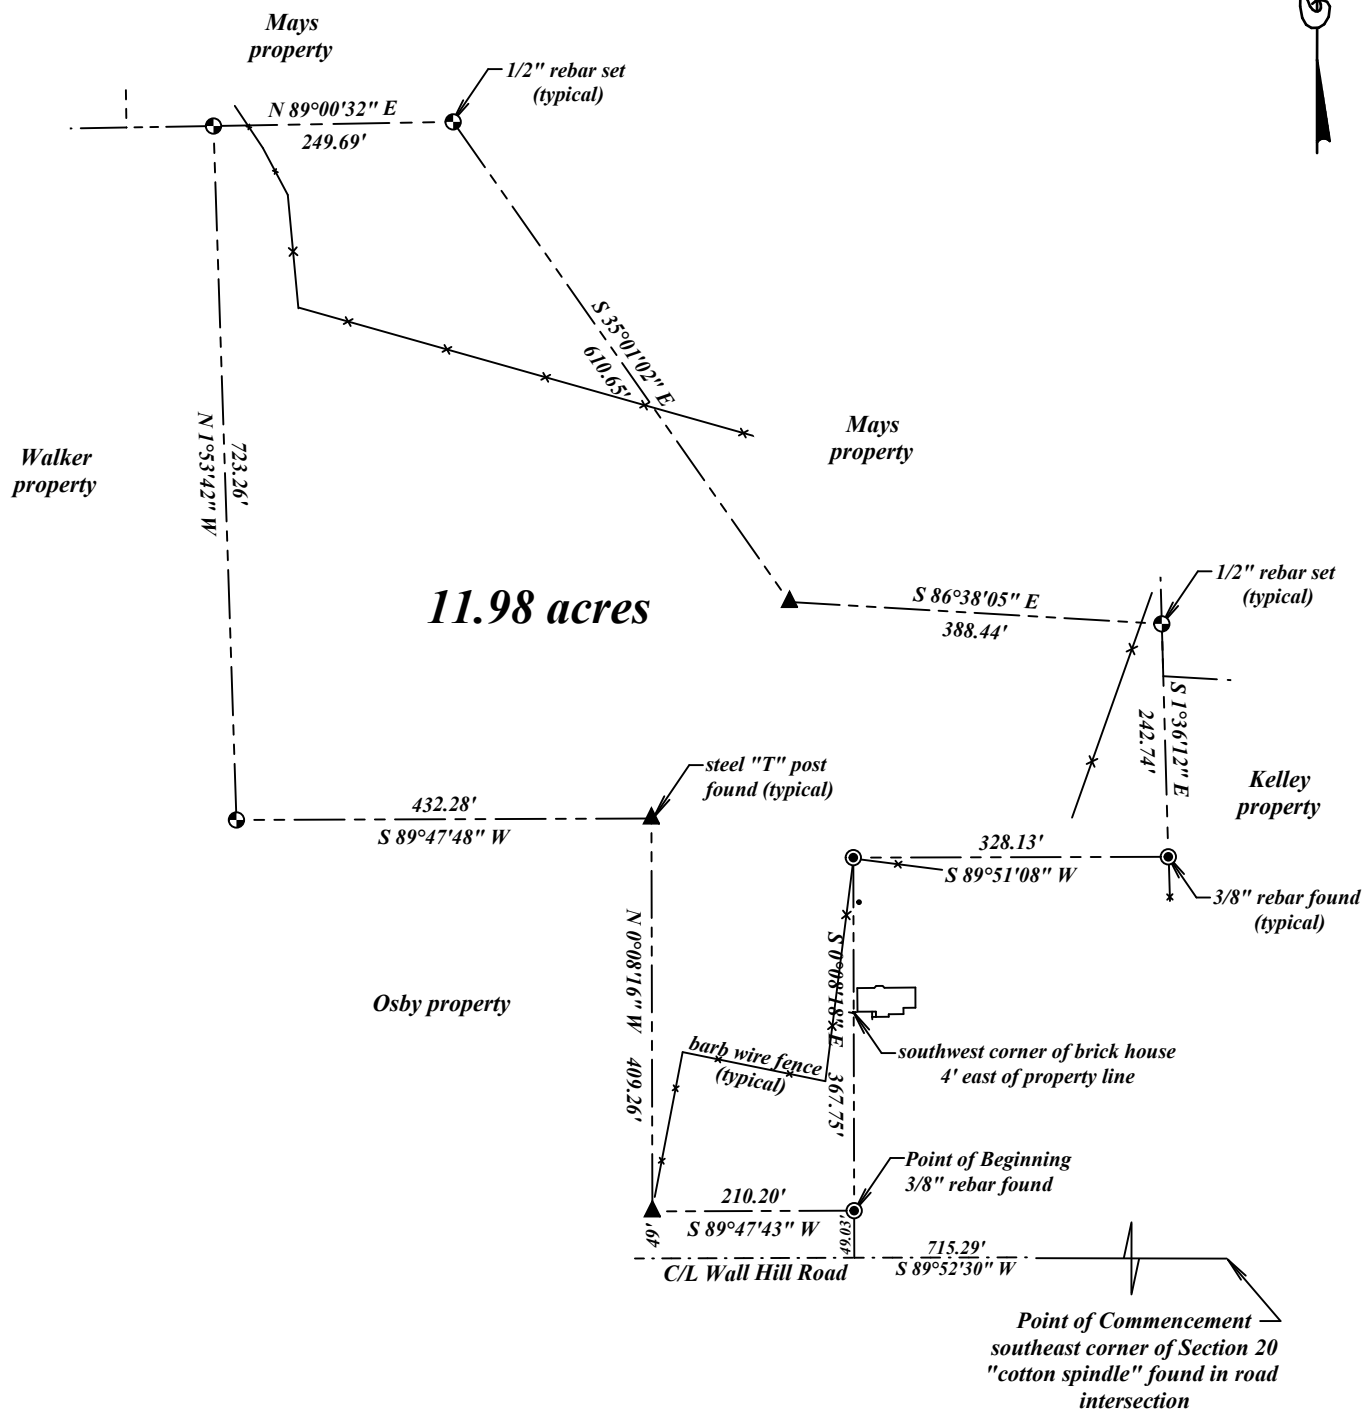 Mays
property
1/2" rebar set
(typical)
N 89°00'32" E
249.69'
S 35°01'02" E
610.65'
Mays
property
Walker
property
N 1°53'42" W
723.26'
11.98 acres
1/2" rebar set
(typical)
S 86°38'05" E
388.44'
S 1°36'12" E
242.74'
Kelley
property
steel "T" post
found (typical)
432.28'
S 89°47'48" W
328.13'
S 89°51'08" W
3/8" rebar found
(typical)
N 0°08'16" W 409.26'
S 0°08'18" E 367.75'
Osby property
barb wire fence
(typical)
southwest corner of brick house
4' east of property line
Point of Beginning
3/8" rebar found
210.20'
S 89°47'43" W
49'
49.03'
715.29'
S 89°52'30" W
C/L Wall Hill Road
Point of Commencement
southeast corner of Section 20
"cotton spindle" found in road
intersection